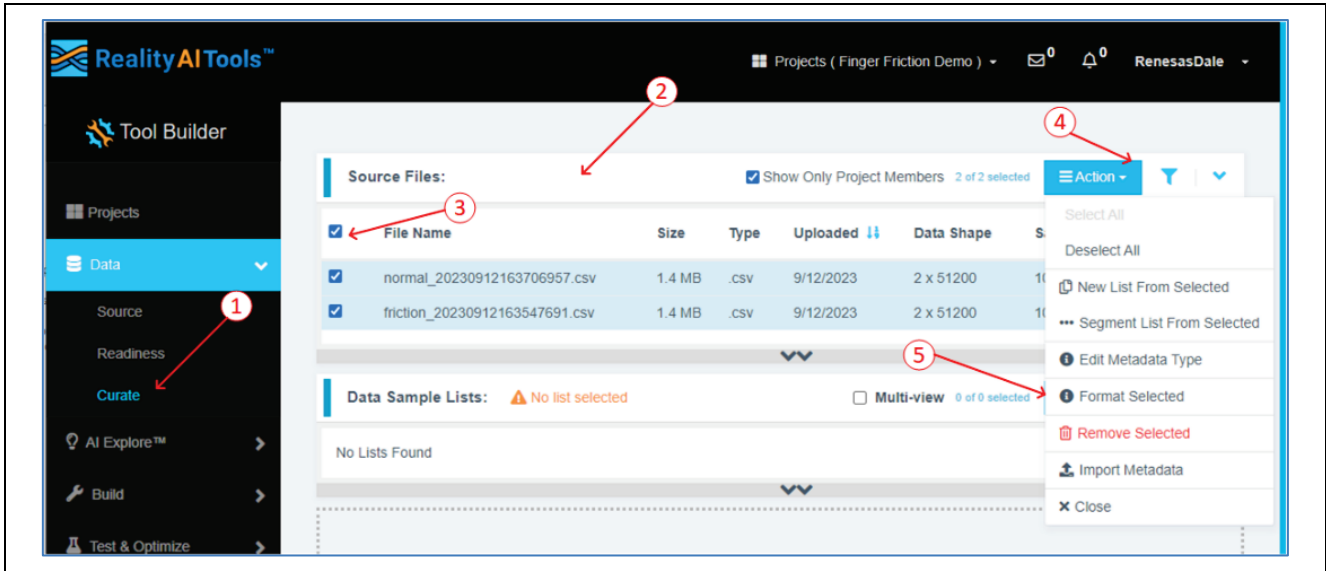 Reality AI Tools™
Projects ( Finger Friction Demo )
0
0
RenesasDale
2
Tool Builder
4
Source Files:
Show Only Project Members
2 of 2 selected
Action
3
Projects
File Name
Size
Type
Uploaded
Data Shape
Select All
Deselect All
Data
normal_20230912163706957.csv
1.4 MB
.csv
9/12/2023
2 x 51200
New List From Selected
1
Source
friction_20230912163547691.csv
1.4 MB
.csv
9/12/2023
2 x 51200
Segment List From Selected
Readiness
5
Edit Metadata Type
Curate
Data Sample Lists:
No list selected
Multi-view
0 of 0 selected
Format Selected
AI Explore™
No Lists Found
Remove Selected
Import Metadata
Build
Close
Test & Optimize